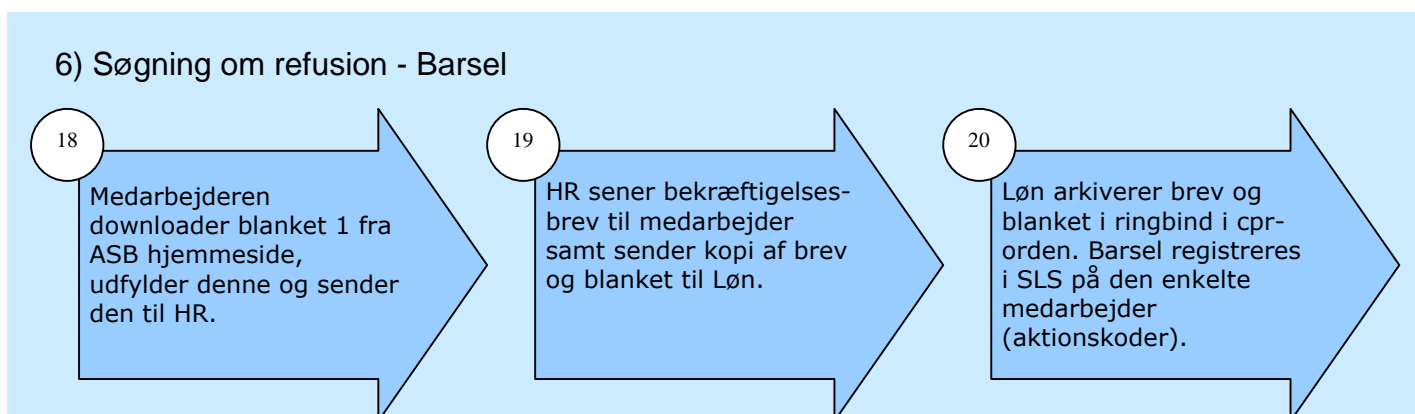 6) Søgning om refusion - Barsel
18
Medarbejderen
downloader blanket 1 fra
ASB hjemmeside,
udfylder denne og sender
den til HR.
19
HR sener bekræftigelses-
brev til medarbejder
samt sender kopi af brev
og blanket til Løn.
20
Løn arkiverer brev og
blanket i ringbind i cpr-
orden. Barsel registreres
i SLS på den enkelte
medarbejder
(aktionskoder).